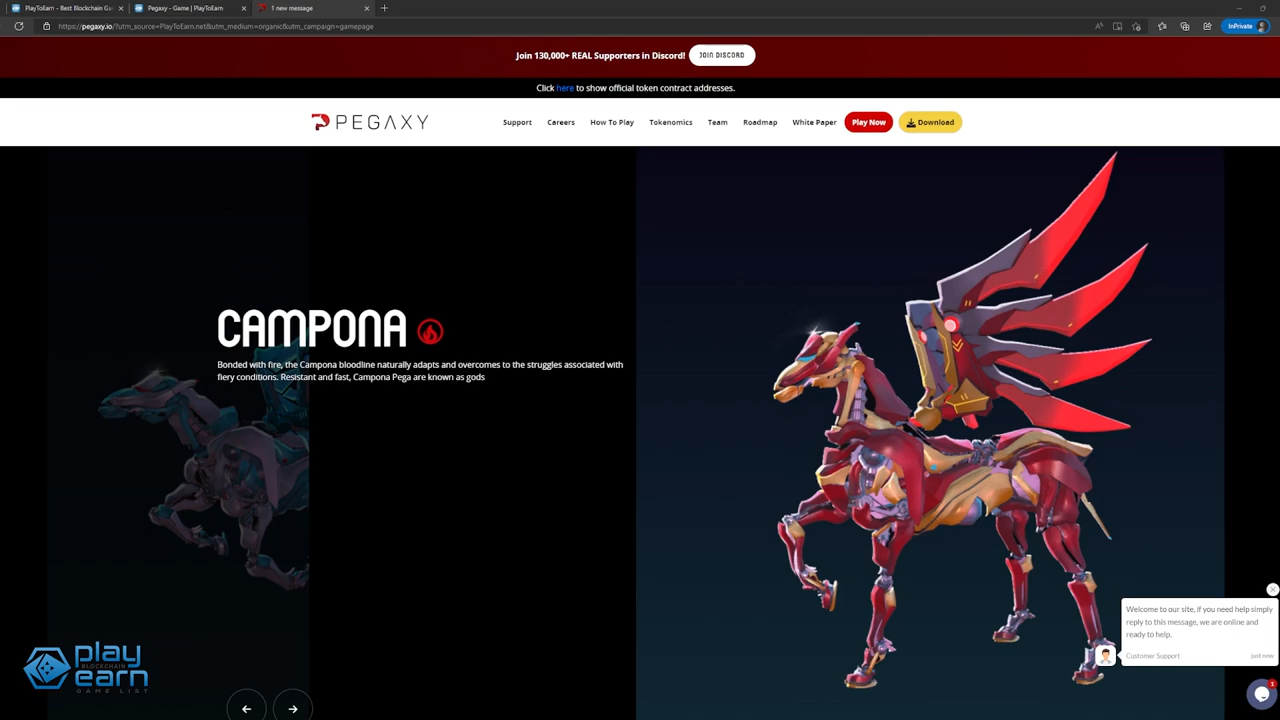 PlayToEarn - Best Blockchain Ga
Pegaxy - Game | PlayToEarn
1 new message
https://pegaxy.io/?utm_source=PlayToEarn.net&utm_medium=organic&utm_campaign=gamepage
InPrivate
Join 130,000+ REAL Supporters in Discord!
JOIN DISCORD
Click here to show official token contract addresses.
PEGAXY
Support
Careers
How To Play
Tokenomics
Team
Roadmap
White Paper
Play Now
Download
CAMPONA
Bonded with fire, the Campona bloodline naturally adapts and overcomes to the struggles associated with
fiery conditions. Resistant and fast, Campona Pega are known as gods
Welcome to our site, if you need help simply
reply to this message, we are online and
ready to help.
Customer Support
just now
1
play
BLOCKCHAIN
earn
GAME LIST